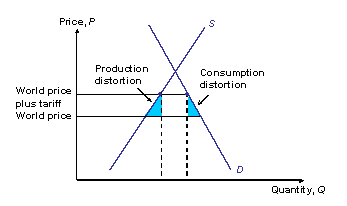 Price, P
S
Production
distortion
Consumption
distortion
World price
plus tariff
World price
D
Quantity, Q